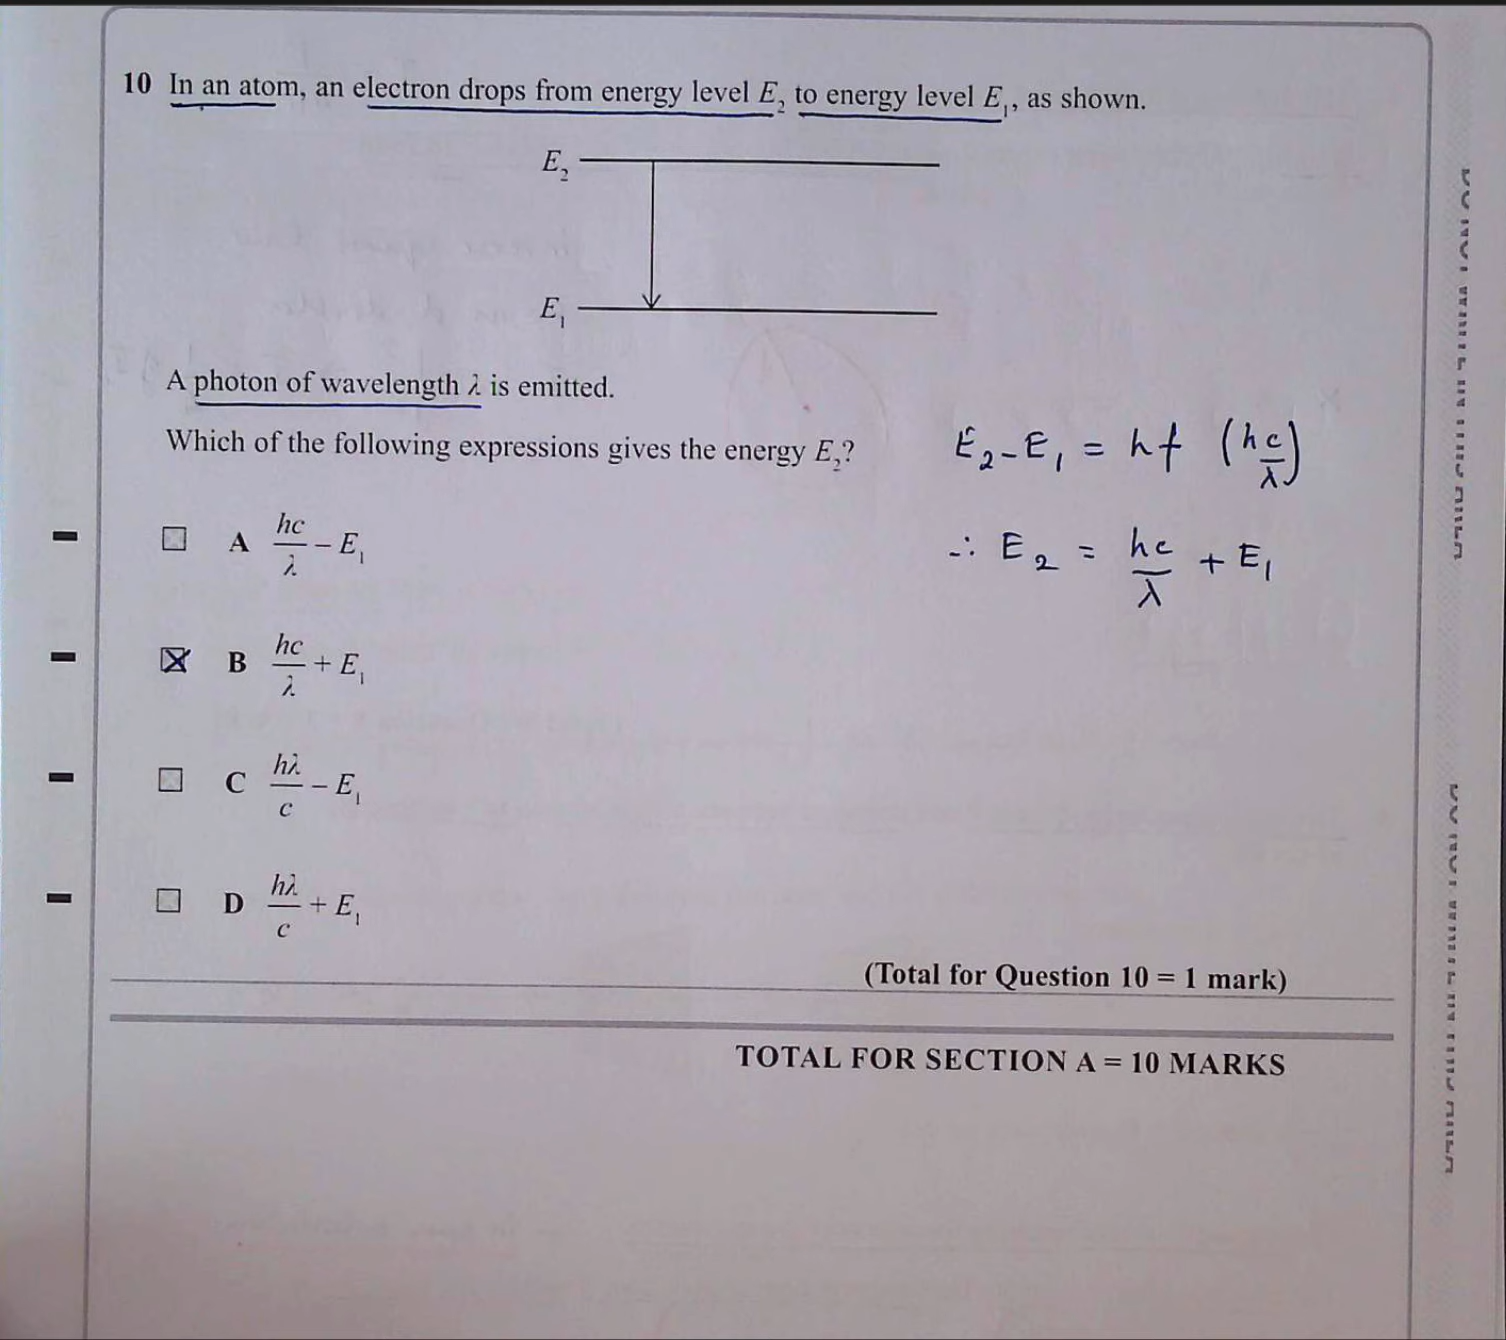 10 In an atom, an electron drops from energy level E₂ to energy level E₁, as shown.
E₂
E₁
A photon of wavelength λ is emitted.
Which of the following expressions gives the energy E₂?
E₂ - E₁ = hf (hc/λ)
∴ E₂ = hc/λ + E₁
A hc/λ − E₁
B hc/λ + E₁
C hλ/c − E₁
D hλ/c + E₁
(Total for Question 10 = 1 mark)
TOTAL FOR SECTION A = 10 MARKS